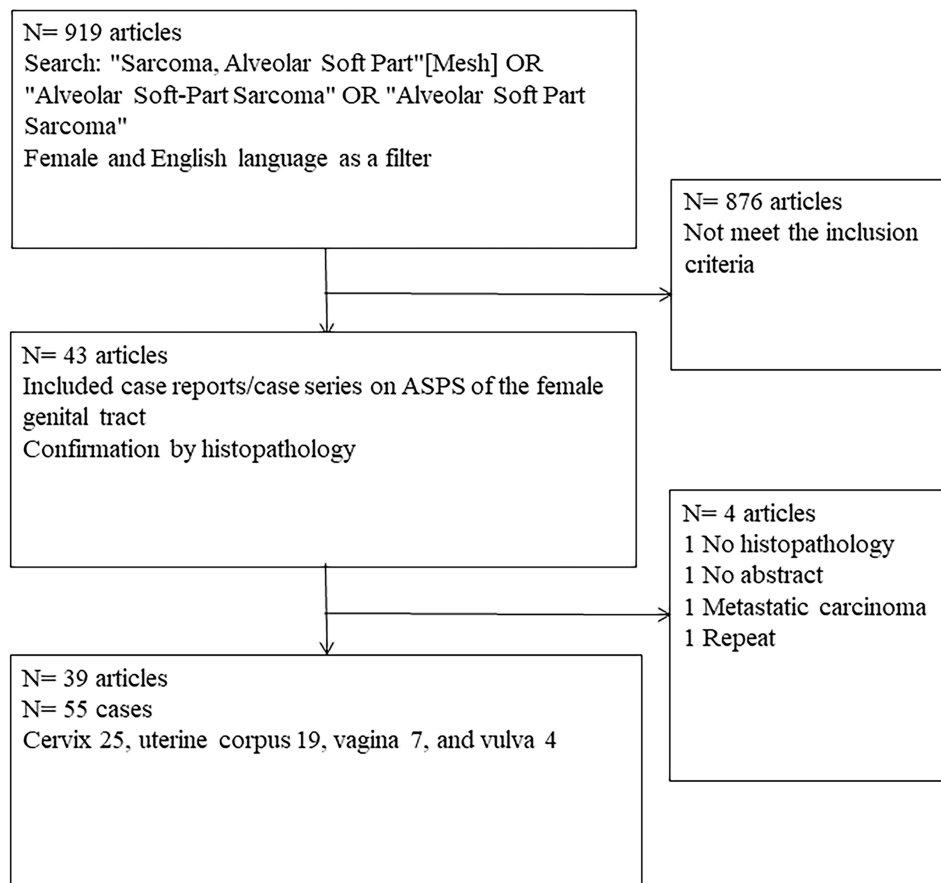 N= 919 articles
Search: "Sarcoma, Alveolar Soft Part"[Mesh] OR
"Alveolar Soft-Part Sarcoma" OR "Alveolar Soft Part
Sarcoma"
Female and English language as a filter
N= 876 articles
Not meet the inclusion
criteria
N= 43 articles
Included case reports/case series on ASPS of the female
genital tract
Confirmation by histopathology
N= 4 articles
1 No histopathology
1 No abstract
1 Metastatic carcinoma
1 Repeat
N= 39 articles
N= 55 cases
Cervix 25, uterine corpus 19, vagina 7, and vulva 4